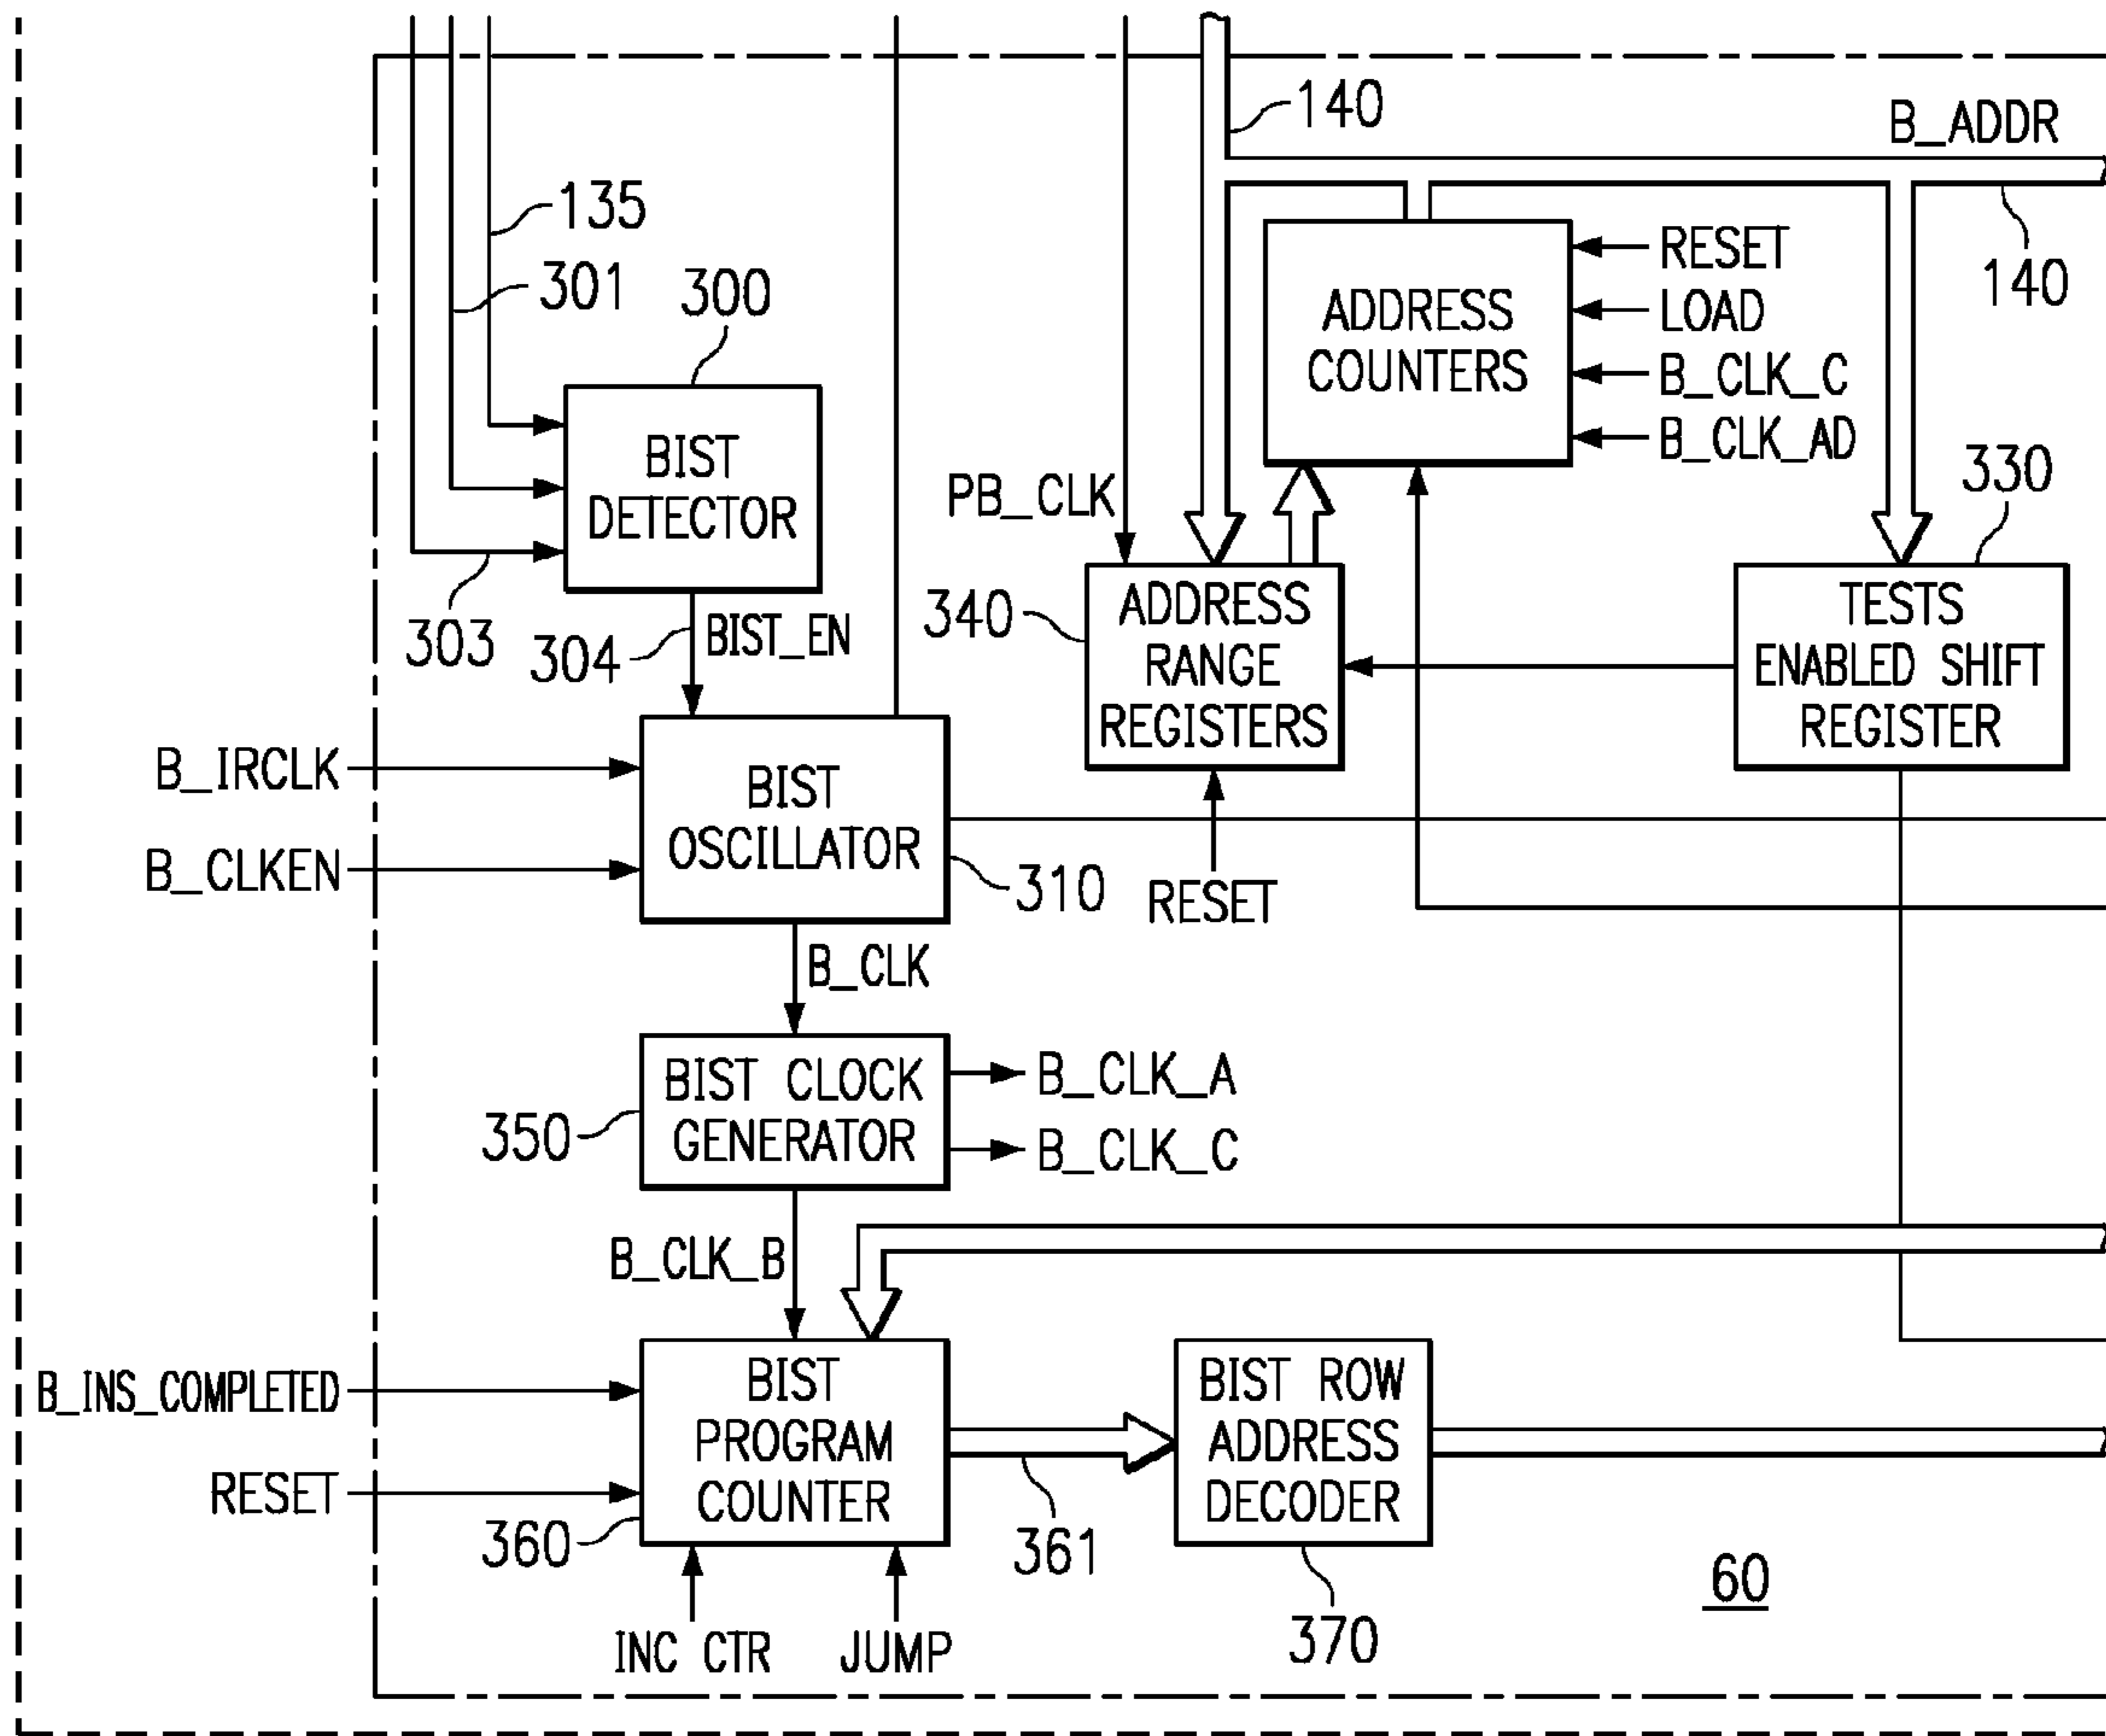 140
B_ADDR
135
301
300
RESET
140
ADDRESS
COUNTERS
LOAD
B_CLK_C
B_CLK_AD
BIST
DETECTOR
PB_CLK
330
303
304
BIST_EN
340
ADDRESS
RANGE
REGISTERS
TESTS
ENABLED SHIFT
REGISTER
B_IRCLK
BIST
OSCILLATOR
B_CLKEN
310
RESET
B_CLK
BIST CLOCK
GENERATOR
B_CLK_A
350
B_CLK_C
B_CLK_B
B_INS_COMPLETED
BIST
PROGRAM
COUNTER
BIST ROW
ADDRESS
DECODER
RESET
360
361
60
INC CTR
JUMP
370